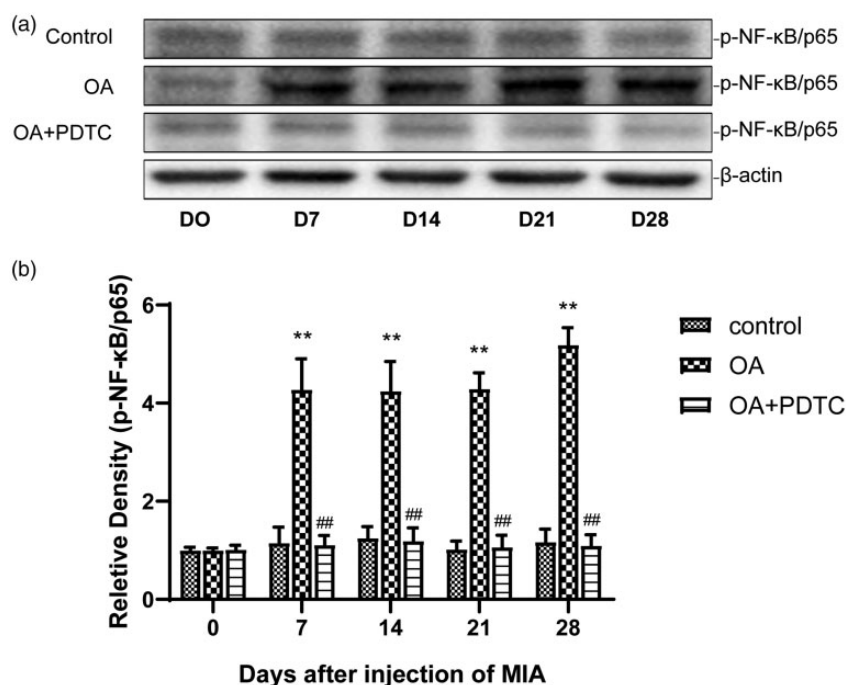 (a)
Control
-p-NF-κB/p65
OA
-p-NF-κB/p65
OA+PDTC
-p-NF-κB/p65
-β-actin
DO D7 D14 D21 D28
(b)
Reletive Density (p-NF-κB/p65)
6
4
2
0
** ** ** **
## ## ## ##
control
OA
OA+PDTC
0 7 14 21 28
Days after injection of MIA